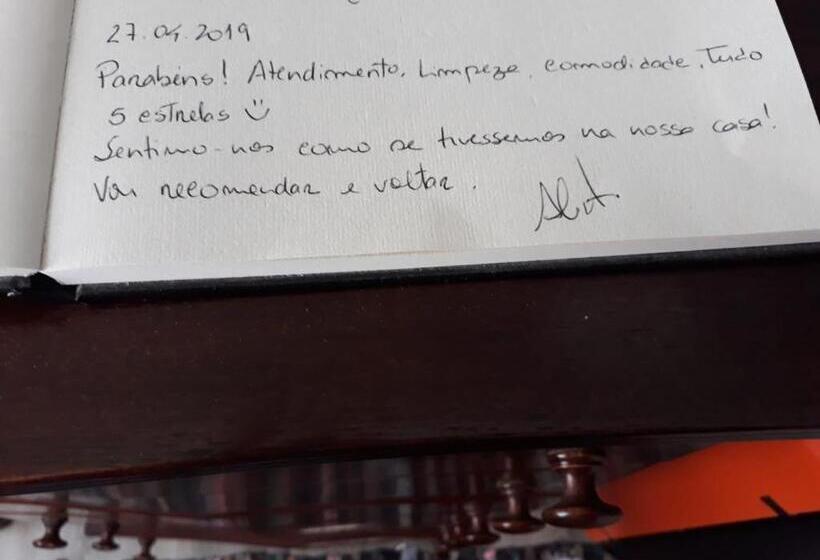 27.04.2019
Parabéns! Atendimento, Limpeza, comodidade, Tudo
5 estrelas
Sentimo-nos como se tivessemos na nossa casa!
Vou recomendar e voltar.